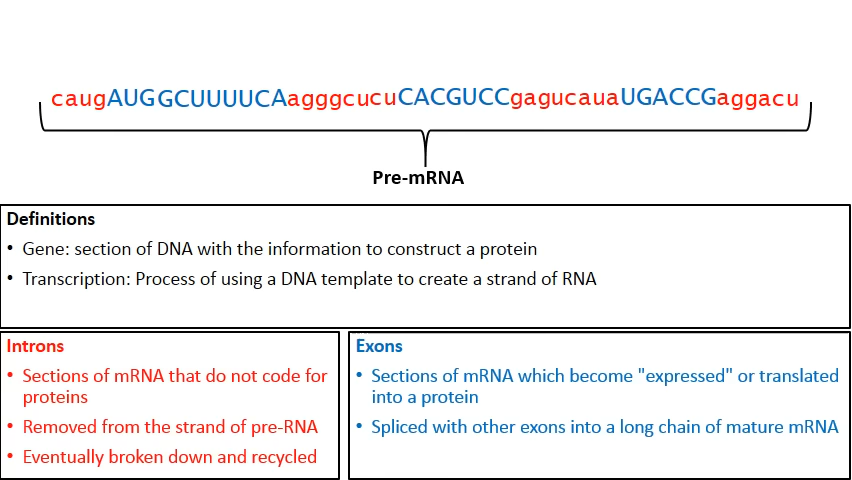 caugAUGGCUUUUCAagggcucuCACGUCCgagucauaUGACCGaggacu
Pre-mRNA
Definitions
• Gene: section of DNA with the information to construct a protein
• Transcription: Process of using a DNA template to create a strand of RNA
Introns
• Sections of mRNA that do not code for
proteins
• Removed from the strand of pre-RNA
• Eventually broken down and recycled
Exons
• Sections of mRNA which become "expressed" or translated
into a protein
• Spliced with other exons into a long chain of mature mRNA